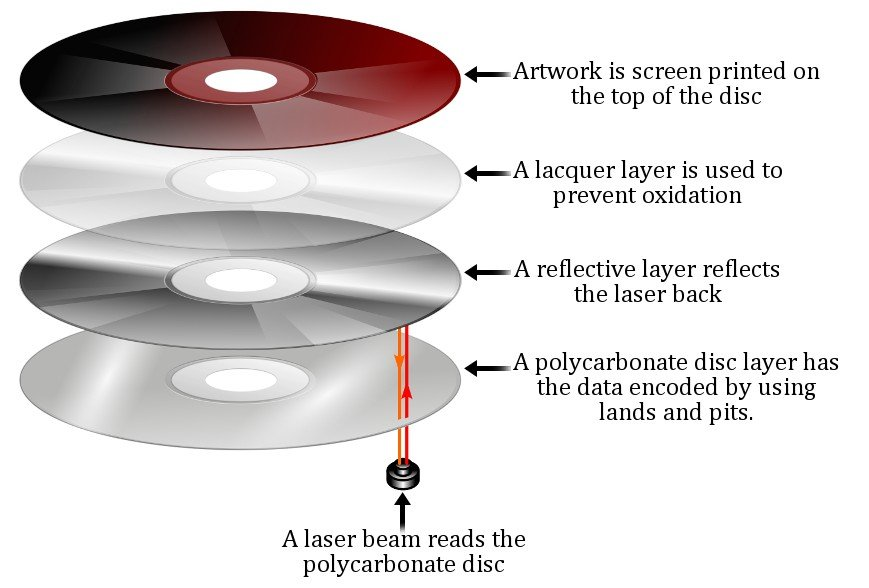 Artwork is screen printed on
the top of the disc
A lacquer layer is used to
prevent oxidation
A reflective layer reflects
the laser back
A polycarbonate disc layer has
the data encoded by using
lands and pits.
A laser beam reads the
polycarbonate disc